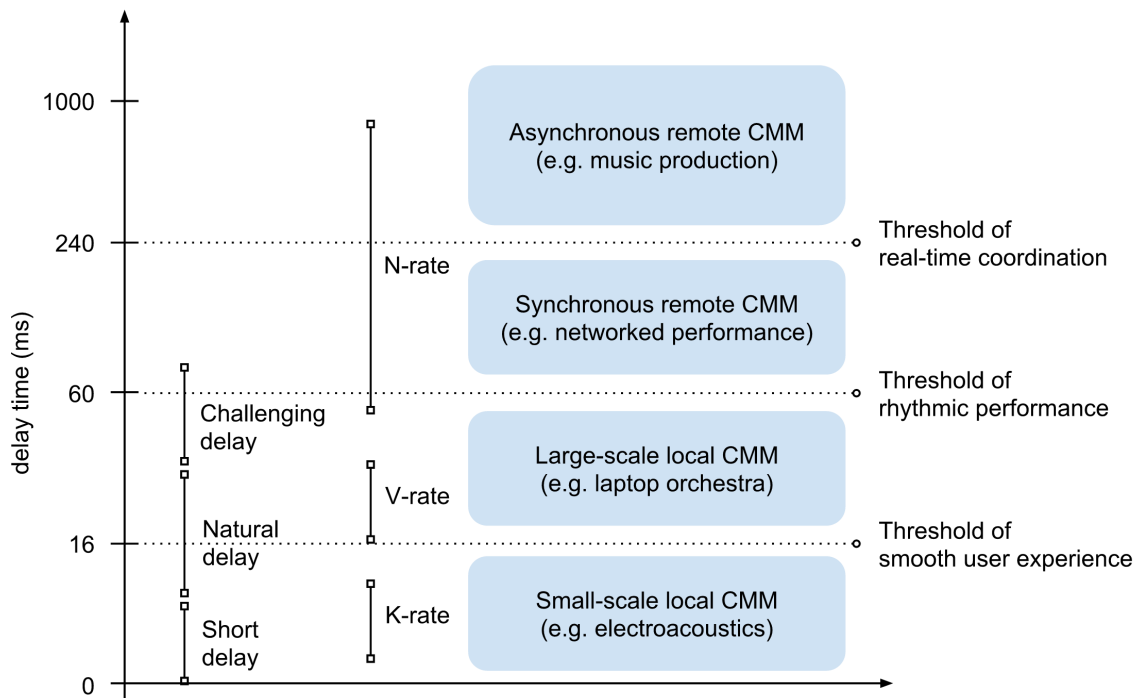 1000
240
60
16
0
delay time (ms)
Challenging
delay
Natural
delay
Short
delay
N-rate
V-rate
K-rate
Asynchronous remote CMM
(e.g. music production)
Synchronous remote CMM
(e.g. networked performance)
Large-scale local CMM
(e.g. laptop orchestra)
Small-scale local CMM
(e.g. electroacoustics)
Threshold of
real-time coordination
Threshold of
rhythmic performance
Threshold of
smooth user experience